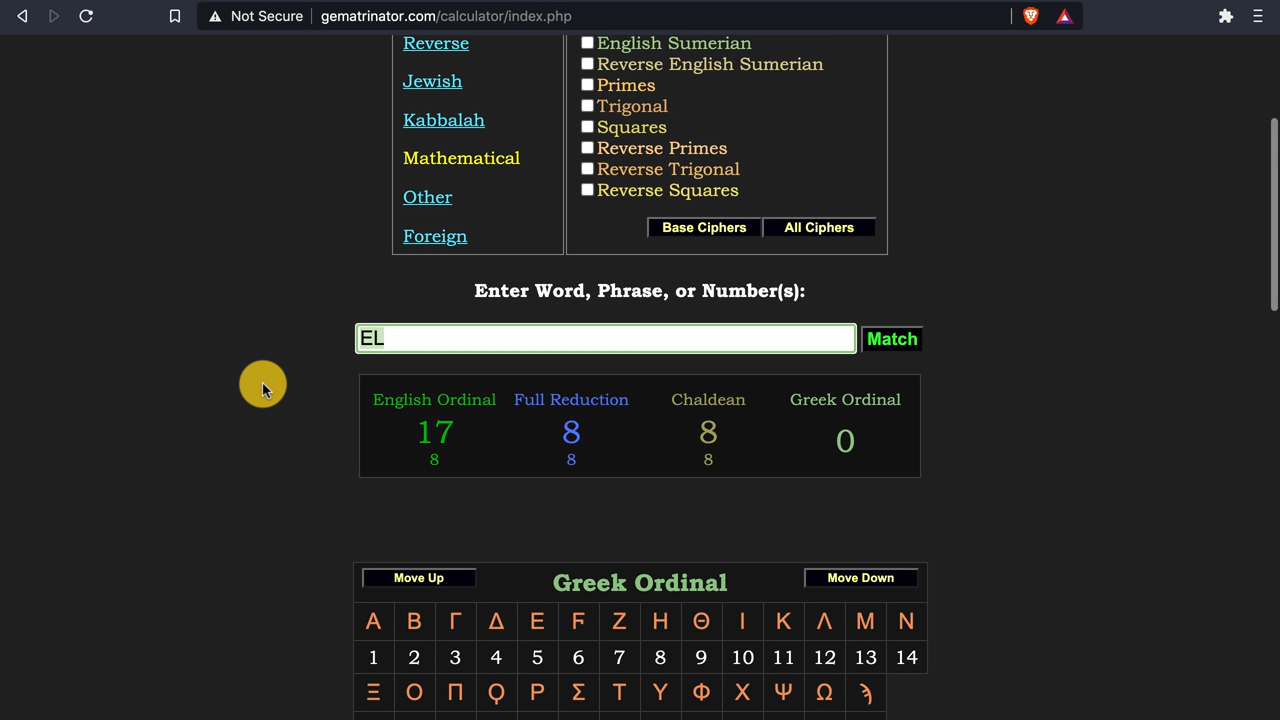 Not Secure gematrinator.com/calculator/index.php
Reverse
Jewish
Kabbalah
Mathematical
Other
Foreign
English Sumerian
Reverse English Sumerian
Primes
Trigonal
Squares
Reverse Primes
Reverse Trigonal
Reverse Squares
Base Ciphers All Ciphers
Enter Word, Phrase, or Number(s):
EL Match
English Ordinal Full Reduction Chaldean Greek Ordinal
17 8 8 0
8 8 8
Move Up Greek Ordinal Move Down
Α Β Γ Δ Ε Ϝ Ζ Η Θ Ι Κ Λ Μ Ν
1 2 3 4 5 6 7 8 9 10 11 12 13 14
Ξ Ο Π Ϙ Ρ Σ Τ Υ Φ Χ Ψ Ω ϡ